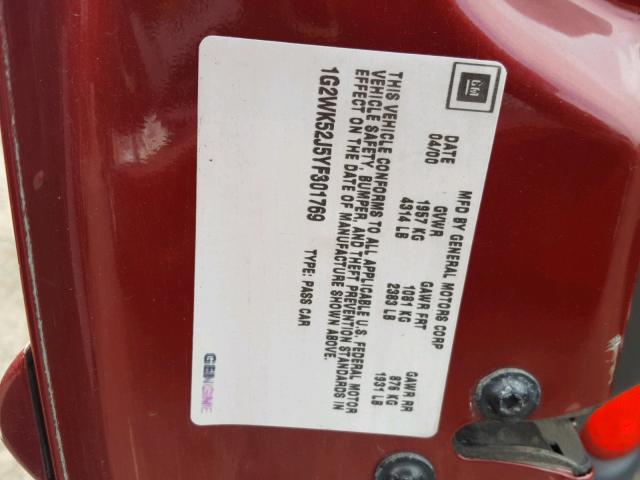 GM
MFD BY GENERAL MOTORS CORP
DATE GVWR GAWR FRT GAWR RR
04/00 1957 KG 1081 KG 876 KG
4314 LB 2383 LB 1931 LB
THIS VEHICLE CONFORMS TO ALL APPLICABLE U.S. FEDERAL MOTOR
VEHICLE SAFETY, BUMPER, AND THEFT PREVENTION STANDARDS IN
EFFECT ON THE DATE OF MANUFACTURE SHOWN ABOVE.
1G2WK52J5YF301769 TYPE: PASS CAR